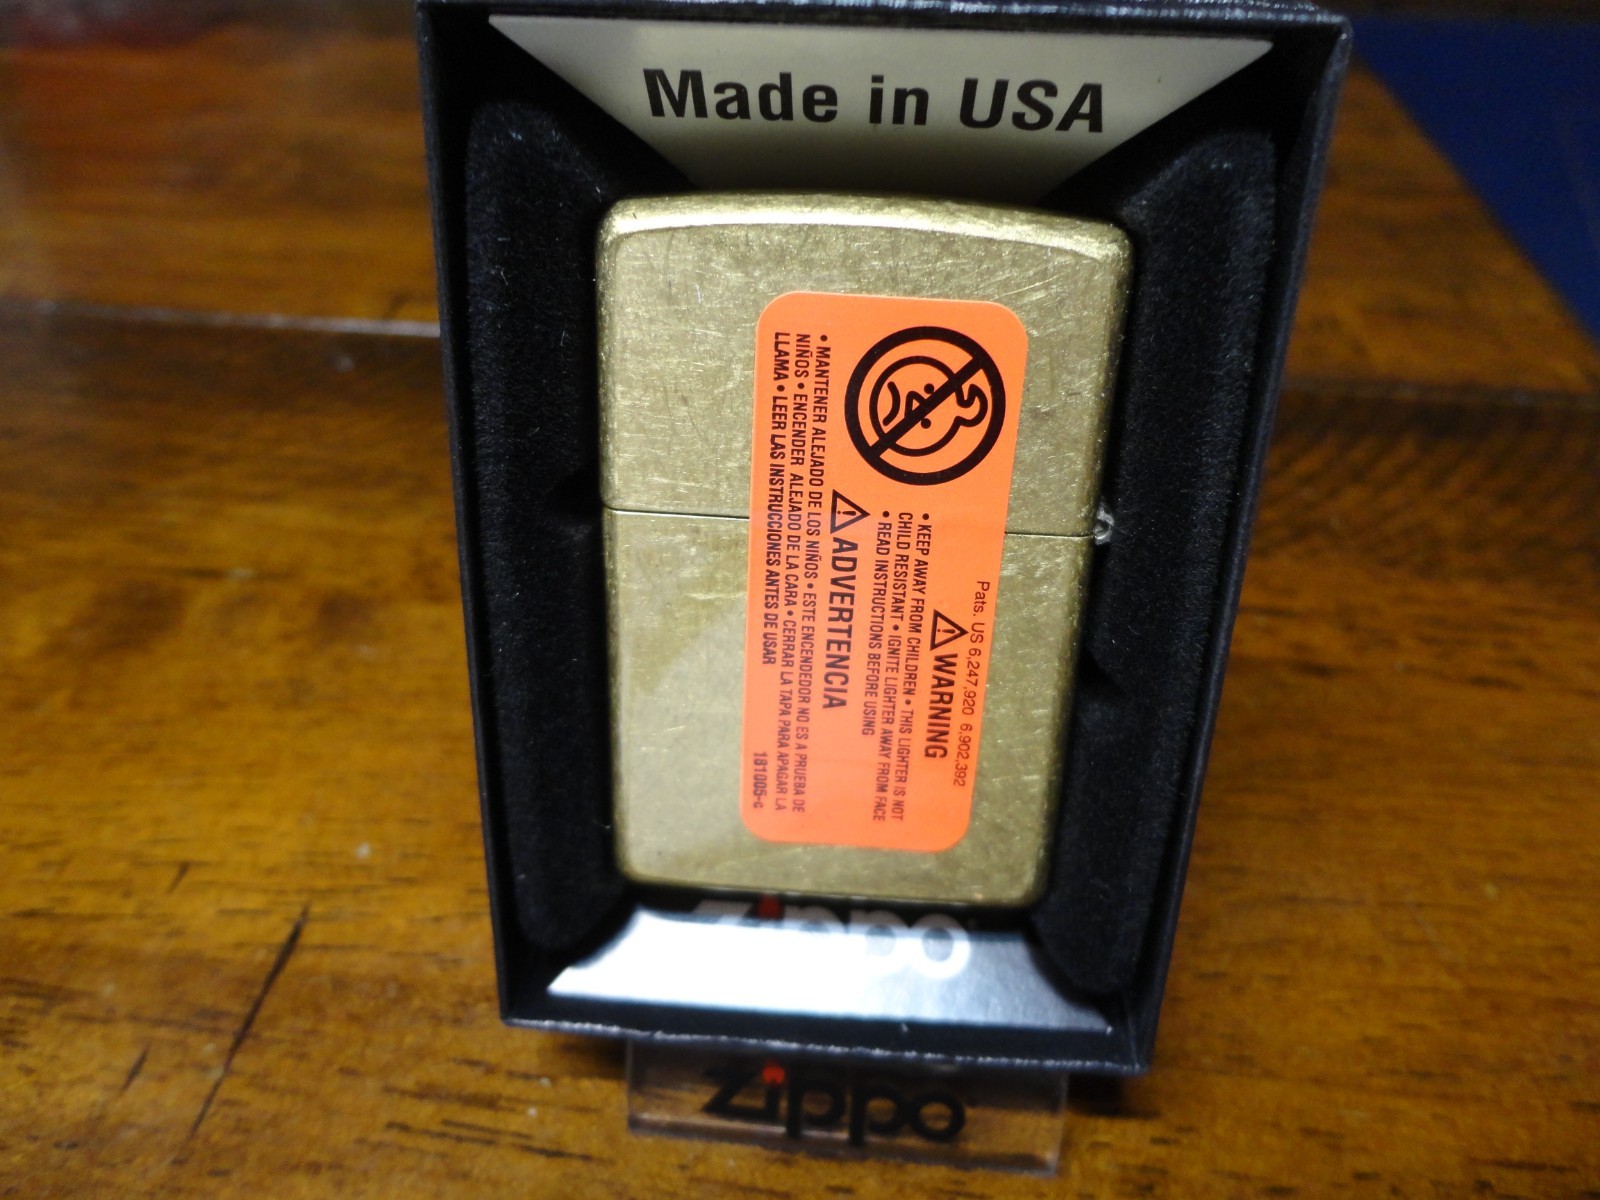 Made in USA
Pats. US 6,247,920 6,902,392
⚠WARNING
• KEEP AWAY FROM CHILDREN • THIS LIGHTER IS NOT
CHILD RESISTANT • IGNITE LIGHTER AWAY FROM FACE
• READ INSTRUCTIONS BEFORE USING
⚠ADVERTENCIA
• MANTENER ALEJADO DE LOS NIÑOS • ESTE ENCENDEDOR NO ES A PRUEBA DE
NIÑOS • ENCENDER ALEJADO DE LA CARA • CERRAR LA TAPA PARA APAGAR LA
LLAMA • LEER LAS INSTRUCCIONES ANTES DE USAR
181005-c
zippo
zippo